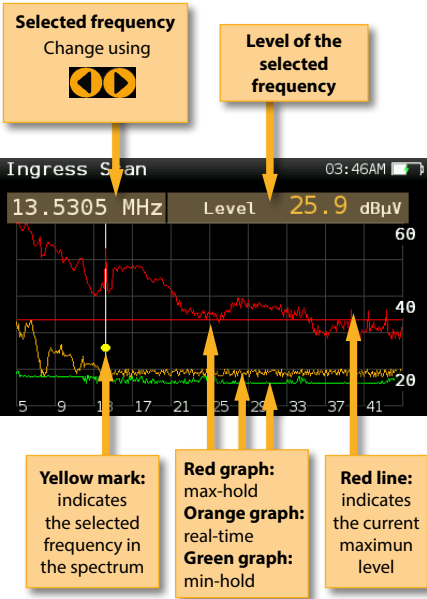 Selected frequency
Change using
Level of the
selected
frequency
Ingress Scan
03:46AM
13.5305 MHz
Level 25.9 dBµV
60
40
20
5 9 13 17 21 25 29 33 37 41
Yellow mark:
indicates
the selected
frequency in
the spectrum
Red graph:
max-hold
Orange graph:
real-time
Green graph:
min-hold
Red line:
indicates
the current
maximun
level